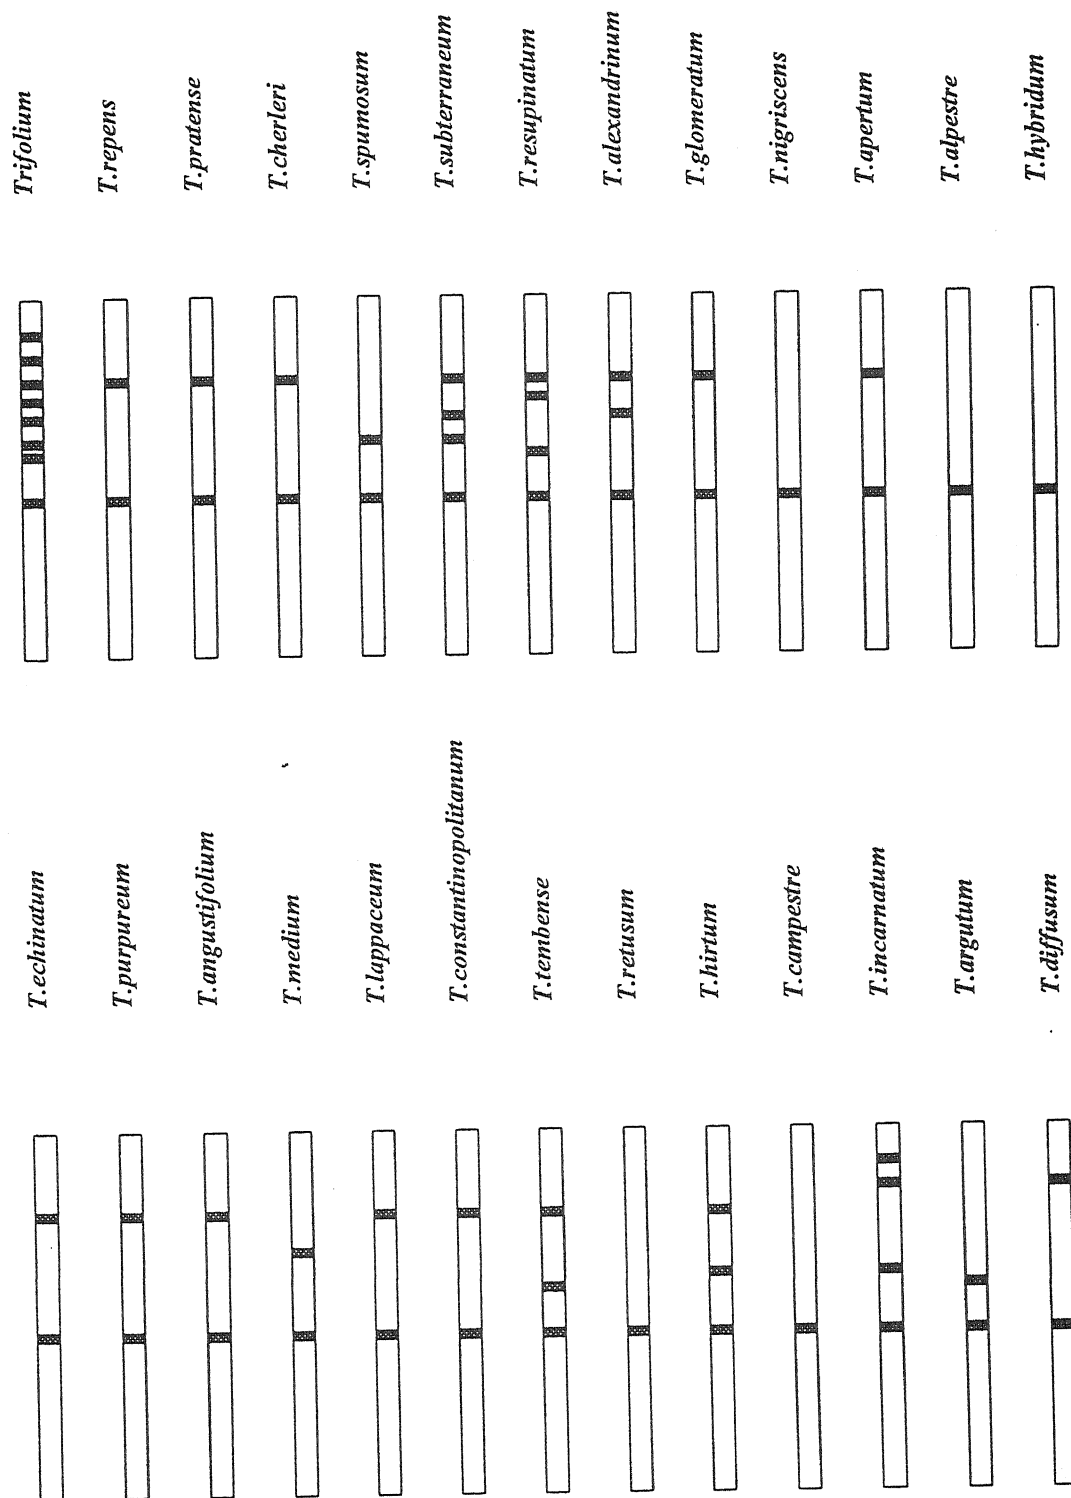 Trifolium
T.repens
T.pratense
T.cherleri
T.spumosum
T.subterraneum
T.resupinatum
T.alexandrinum
T.glomeratum
T.nigriscens
T.apertum
T.alpestre
T.hybridum
T.echinatum
T.purpureum
T.angustifolium
T.medium
T.lappaceum
T.constantinopolitanum
T.tembense
T.retusum
T.hirtum
T.campestre
T.incarnatum
T.argutum
T.diffusum